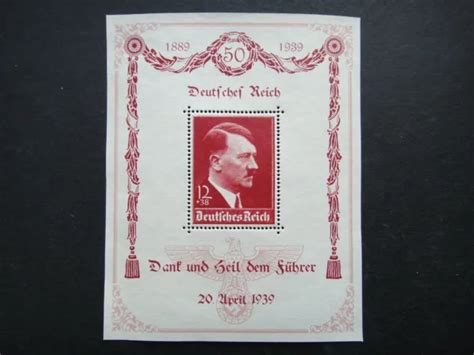 1889 50 1939
Deutsches Reich
12
+38
Deutsches Reich
Dank und Heil dem Führer
20. April 1939